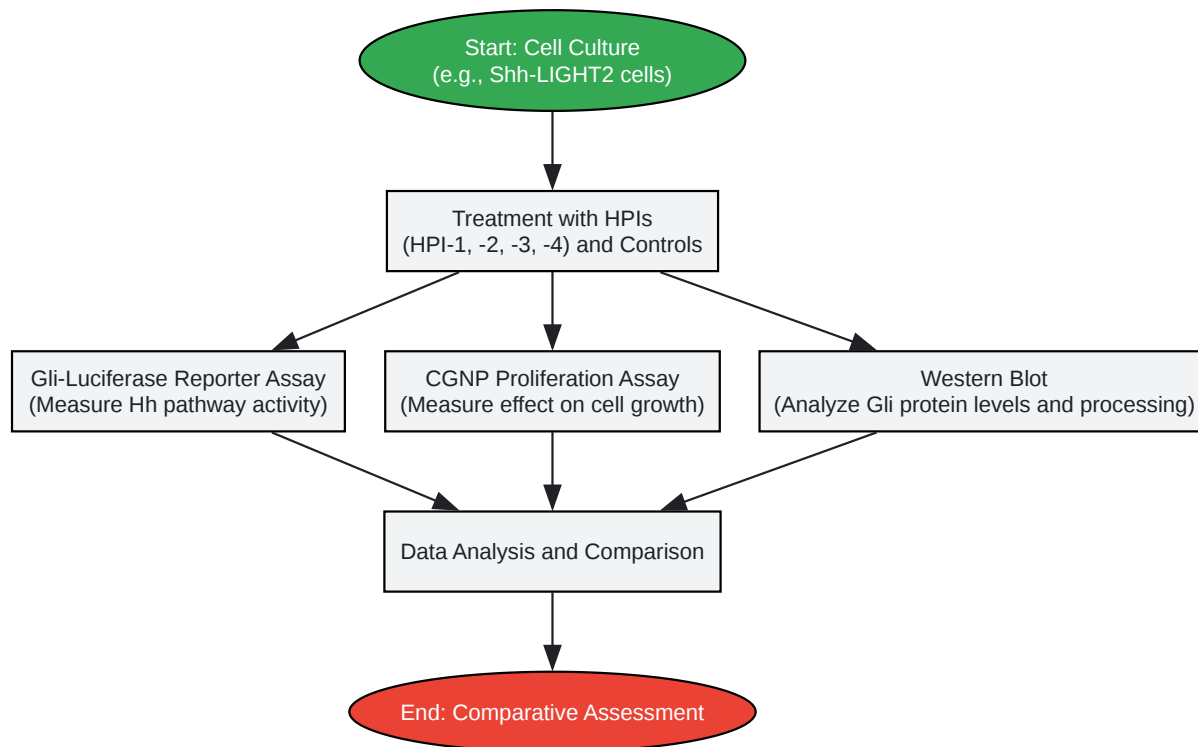 Start: Cell Culture
(e.g., Shh-LIGHT2 cells)
Treatment with HPIs
(HPI-1, -2, -3, -4) and Controls
Gli-Luciferase Reporter Assay
(Measure Hh pathway activity)
CGNP Proliferation Assay
(Measure effect on cell growth)
Western Blot
(Analyze Gli protein levels and processing)
Data Analysis and Comparison
End: Comparative Assessment